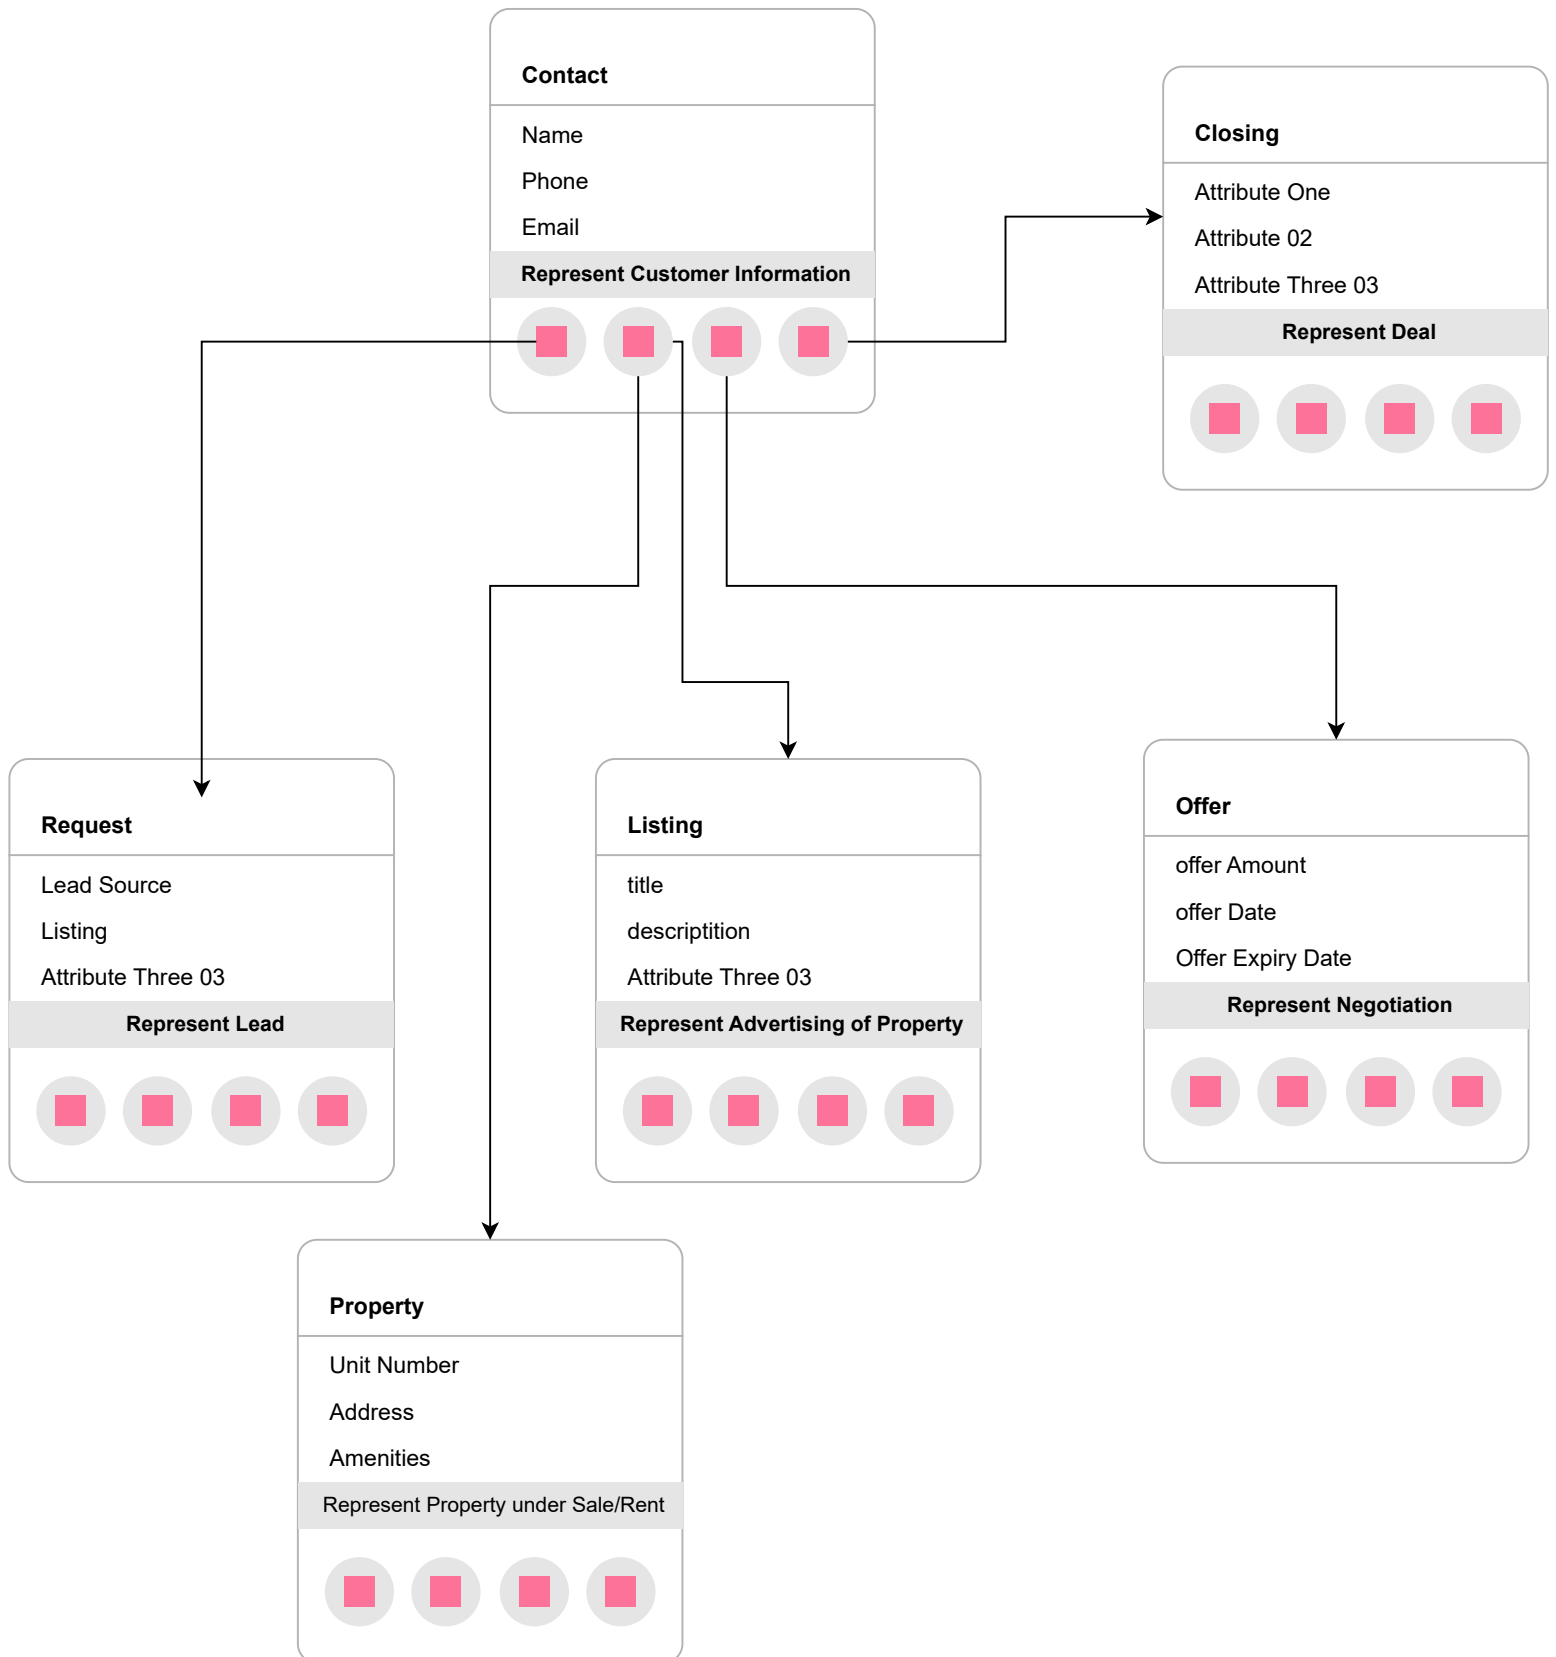 Contact
Name
Phone
Email
Represent Customer Information
Closing
Attribute One
Attribute 02
Attribute Three 03
Represent Deal
Request
Lead Source
Listing
Attribute Three 03
Represent Lead
Listing
title
descriptition
Attribute Three 03
Represent Advertising of Property
Offer
offer Amount
offer Date
Offer Expiry Date
Represent Negotiation
Property
Unit Number
Address
Amenities
Represent Property under Sale/Rent